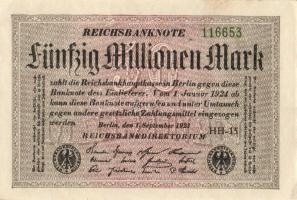 REICHSBANKNOTE
116653
Fünfzig Millionen Mark
zahlt die Reichsbankhauptkasse in Berlin gegen diese
Banknote dem Einlieferer. Vom 1. Januar 1924 ab
kann diese Banknote aufgerufen und unter Umtausch
gegen andere gesetzliche Zahlungsmittel eingezogen
werden
Berlin, den 1. September 1923
HH-15
REICHSBANKDIREKTORIUM